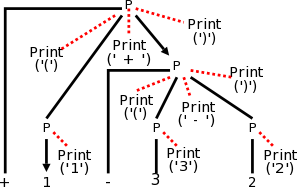 P
Print
(')')
Print
('(')
Print
(' + ')
P
Print
(')')
Print
('(')
Print
(' - ')
P
P
P
Print
('1')
Print
('3')
Print
('2')
+
1
-
3
2